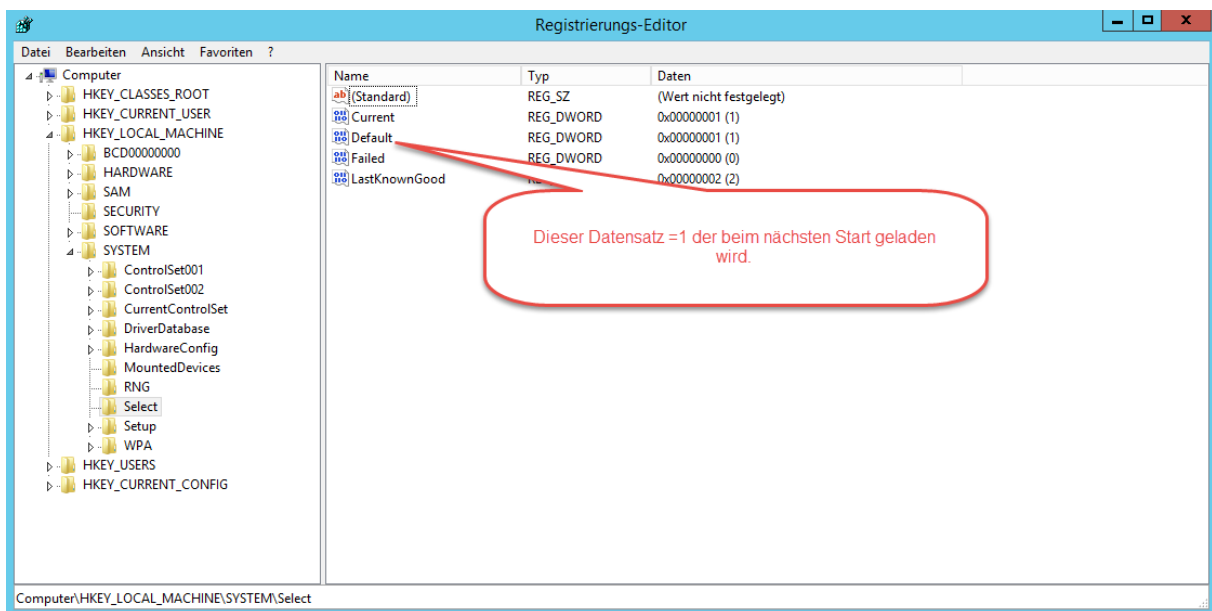 Registrierungs-Editor
Datei Bearbeiten Ansicht Favoriten ?
Computer
HKEY_CLASSES_ROOT
HKEY_CURRENT_USER
HKEY_LOCAL_MACHINE
BCD00000000
HARDWARE
SAM
SECURITY
SOFTWARE
SYSTEM
ControlSet001
ControlSet002
CurrentControlSet
DriverDatabase
HardwareConfig
MountedDevices
RNG
Select
Setup
WPA
HKEY_USERS
HKEY_CURRENT_CONFIG
Name Typ Daten
(Standard) REG_SZ (Wert nicht festgelegt)
Current REG_DWORD 0x00000001 (1)
Default REG_DWORD 0x00000001 (1)
Failed REG_DWORD 0x00000000 (0)
LastKnownGood 0x00000002 (2)
Dieser Datensatz =1 der beim nächsten Start geladen
wird.
Computer\HKEY_LOCAL_MACHINE\SYSTEM\Select